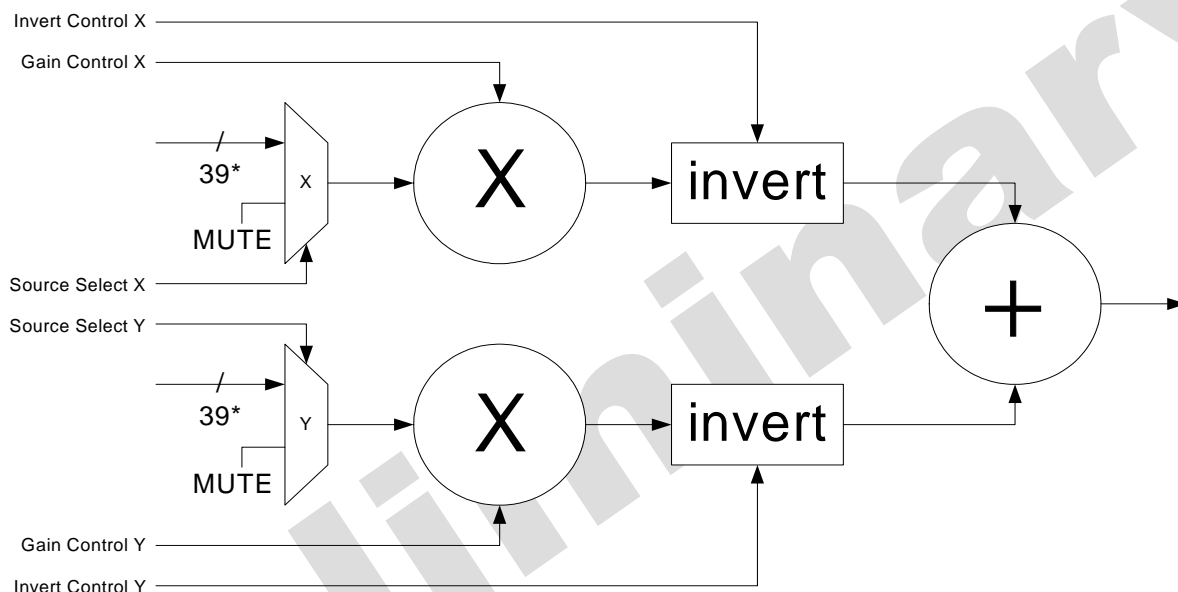 Invert Control X
Gain Control X
39*
X
MUTE
X
invert
Source Select X
Source Select Y
+
39*
Y
MUTE
X
invert
Gain Control Y
Invert Control Y